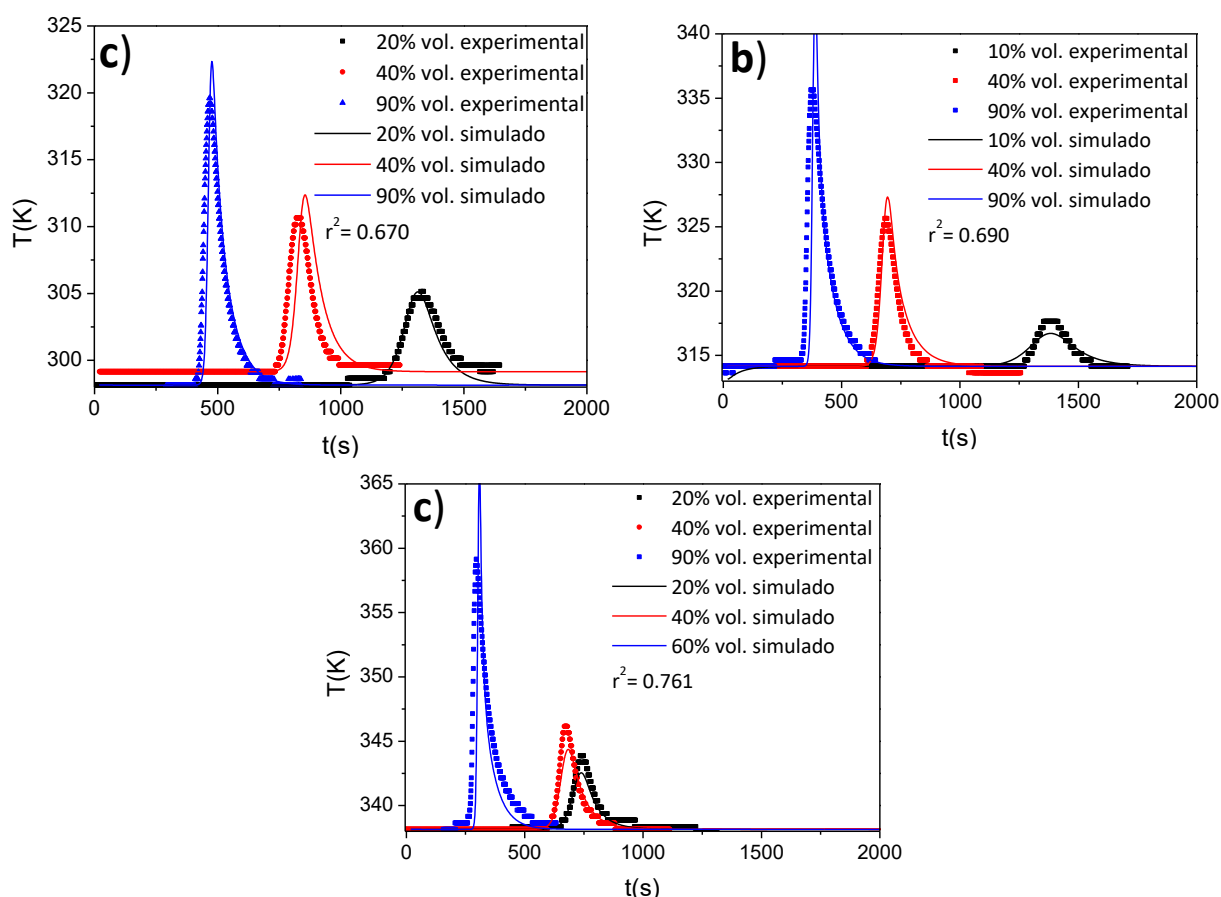 c)
325
320
315
310
305
300
T(K)
20% vol. experimental
40% vol. experimental
90% vol. experimental
20% vol. simulado
40% vol. simulado
90% vol. simulado
r²= 0.670
0 500 1000 1500 2000
t(s)
b)
340
335
330
325
320
315
T(K)
10% vol. experimental
40% vol. experimental
90% vol. experimental
10% vol. simulado
40% vol. simulado
90% vol. simulado
r²= 0.690
0 500 1000 1500 2000
t(s)
c)
365
360
355
350
345
340
T(K)
20% vol. experimental
40% vol. experimental
90% vol. experimental
20% vol. simulado
40% vol. simulado
60% vol. simulado
r²= 0.761
0 500 1000 1500 2000
t(s)